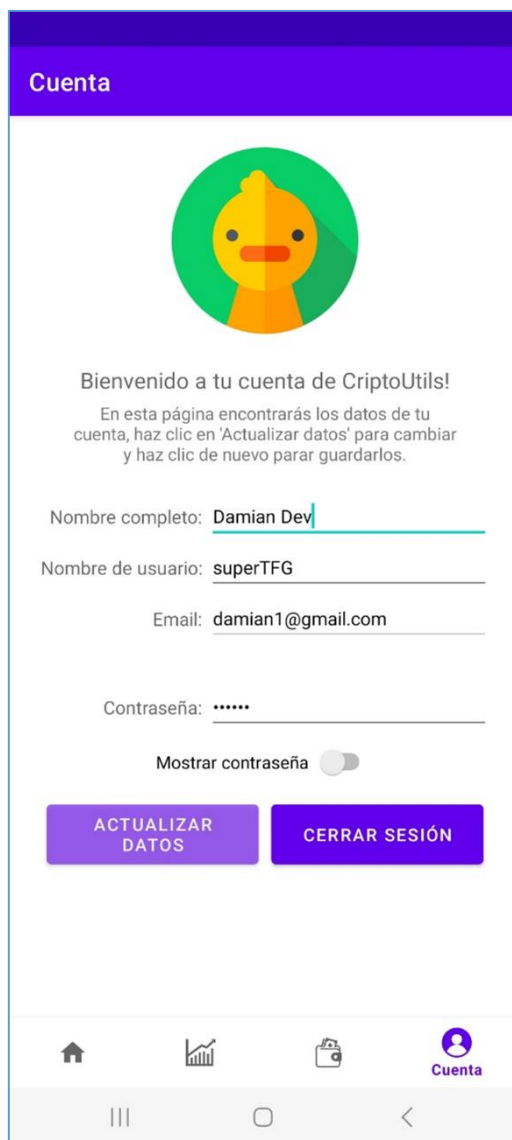 Cuenta
Bienvenido a tu cuenta de CriptoUtils!
En esta página encontrarás los datos de tu
cuenta, haz clic en 'Actualizar datos' para cambiar
y haz clic de nuevo parar guardarlos.
Nombre completo: Damian Dev
Nombre de usuario: superTFG
Email: damian1@gmail.com
Contraseña: ••••••
Mostrar contraseña
ACTUALIZAR
DATOS
CERRAR SESIÓN
Cuenta